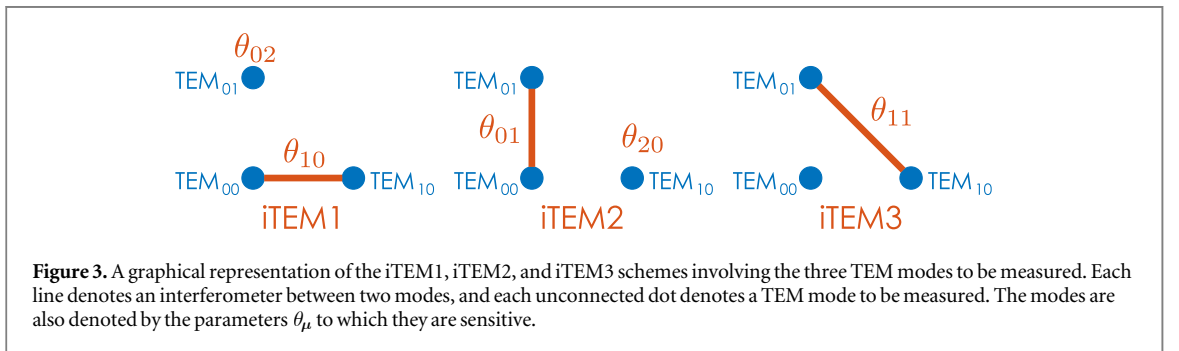 θ₀₂
TEM₀₁
θ₁₀
TEM₀₀ TEM₁₀
iTEM1
TEM₀₁
θ₀₁
θ₂₀
TEM₀₀ TEM₁₀
iTEM2
TEM₀₁
θ₁₁
TEM₀₀ TEM₁₀
iTEM3
Figure 3. A graphical representation of the iTEM1, iTEM2, and iTEM3 schemes involving the three TEM modes to be measured. Each
line denotes an interferometer between two modes, and each unconnected dot denotes a TEM mode to be measured. The modes are
also denoted by the parameters θμ to which they are sensitive.